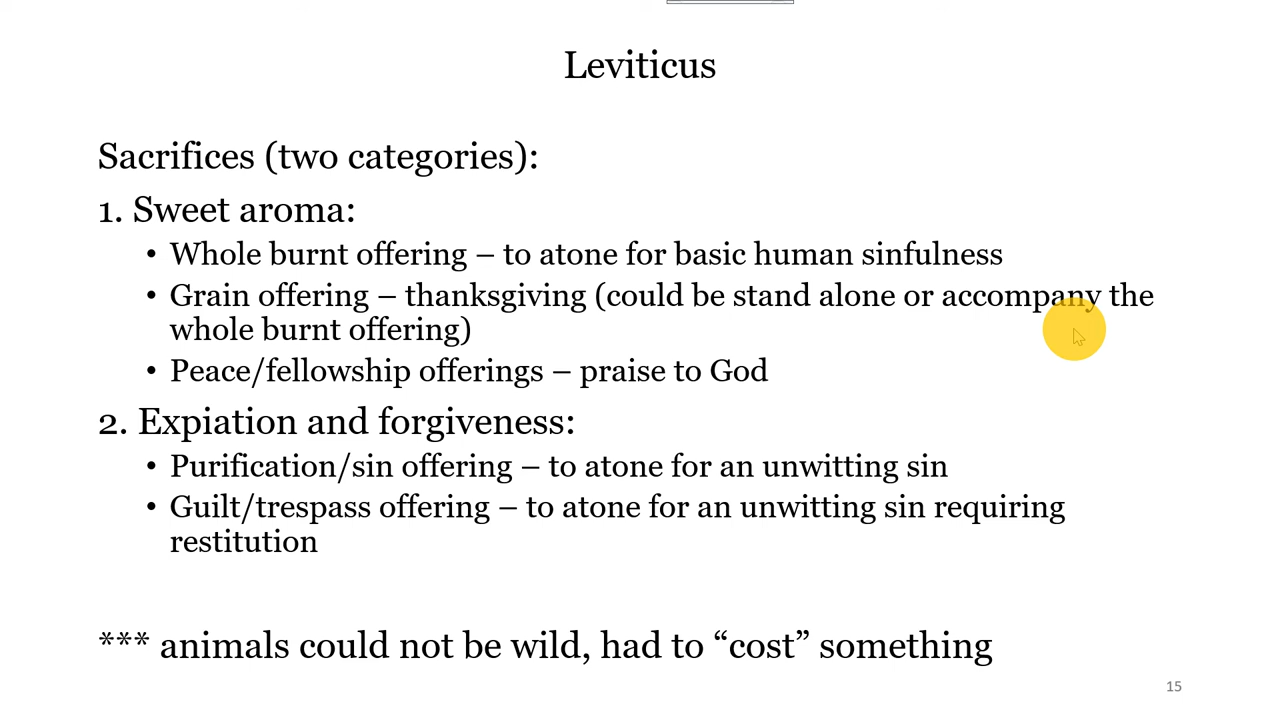 Leviticus
Sacrifices (two categories):
1. Sweet aroma:
• Whole burnt offering – to atone for basic human sinfulness
• Grain offering – thanksgiving (could be stand alone or accompany the
whole burnt offering)
• Peace/fellowship offerings – praise to God
2. Expiation and forgiveness:
• Purification/sin offering – to atone for an unwitting sin
• Guilt/trespass offering – to atone for an unwitting sin requiring
restitution
*** animals could not be wild, had to “cost” something
15